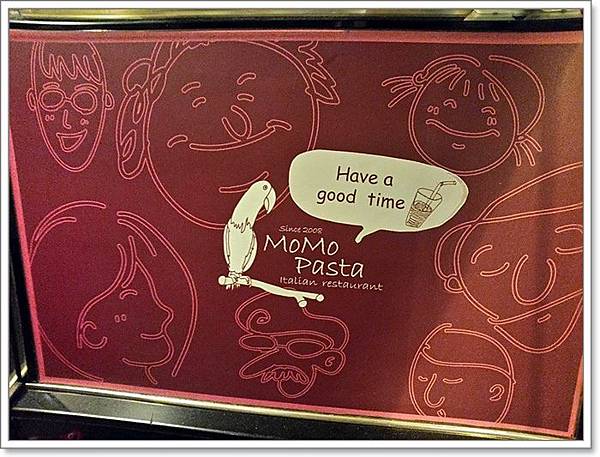 Have a
good time
Since 2008
MoMo
Pasta
Italian restaurant